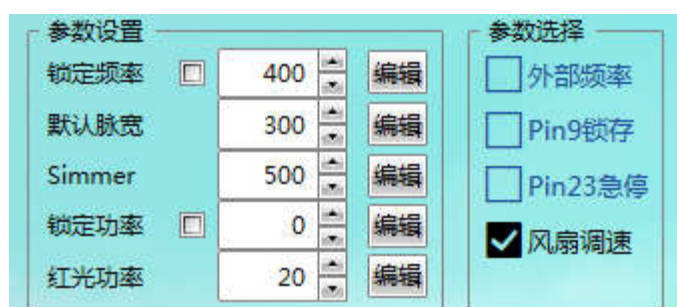 参数设置
锁定频率 400 编辑
默认脉宽 300 编辑
Simmer 500 编辑
锁定功率 0 编辑
红光功率 20 编辑
参数选择
外部频率
Pin9锁存
Pin23急停
风扇调速